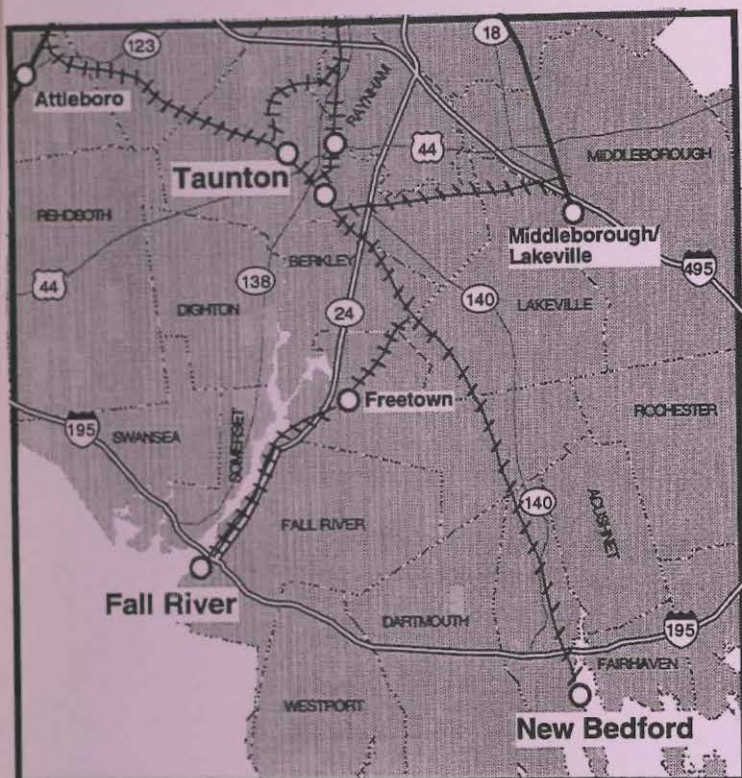 123
18
Attleboro
RAYNHAM
44
MIDDLEBOROUGH
Taunton
REHOBOTH
Middleborough/
Lakeville
BERKLEY
495
44
138
140
LAKEVILLE
DIGHTON
24
Freetown
ROCHESTER
195
SWANSEA
SOMERSET
140
ACUSHNET
FALL RIVER
Fall River
DARTMOUTH
195
FAIRHAVEN
WESTPORT
New Bedford